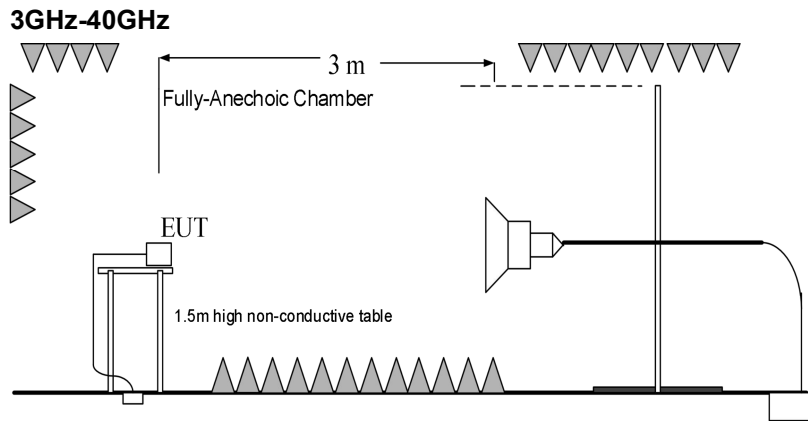 3GHz-40GHz
3 m
Fully-Anechoic Chamber
EUT
1.5m high non-conductive table